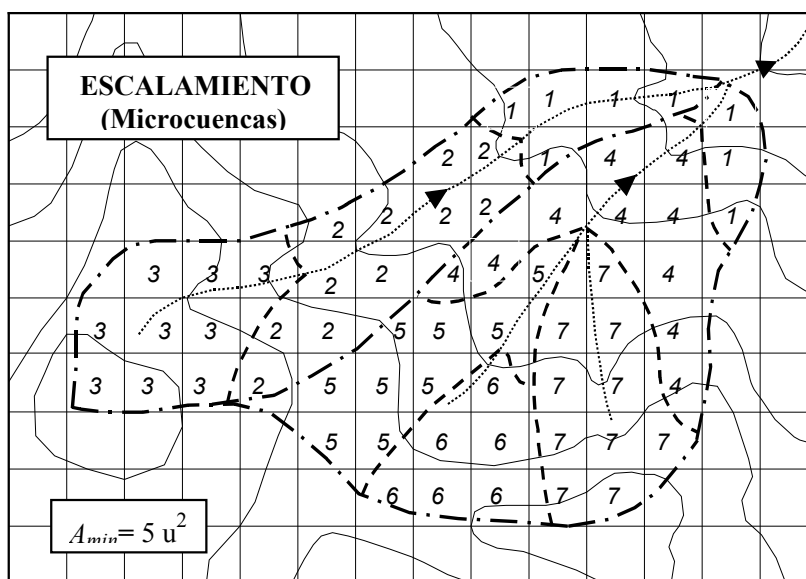 ESCALAMIENTO
(Microcuencas)
1 1 1 1 1
2 2 1 4 4 1
2 2 2 2 4 4 4 1
3 3 3 2 2 4 4 5 7 4
3 3 3 2 2 5 5 5 7 7 4
3 3 3 2 5 5 5 6 7 7 4
5 5 6 6 7 7 7
6 6 6 7 7
A_min= 5 u²